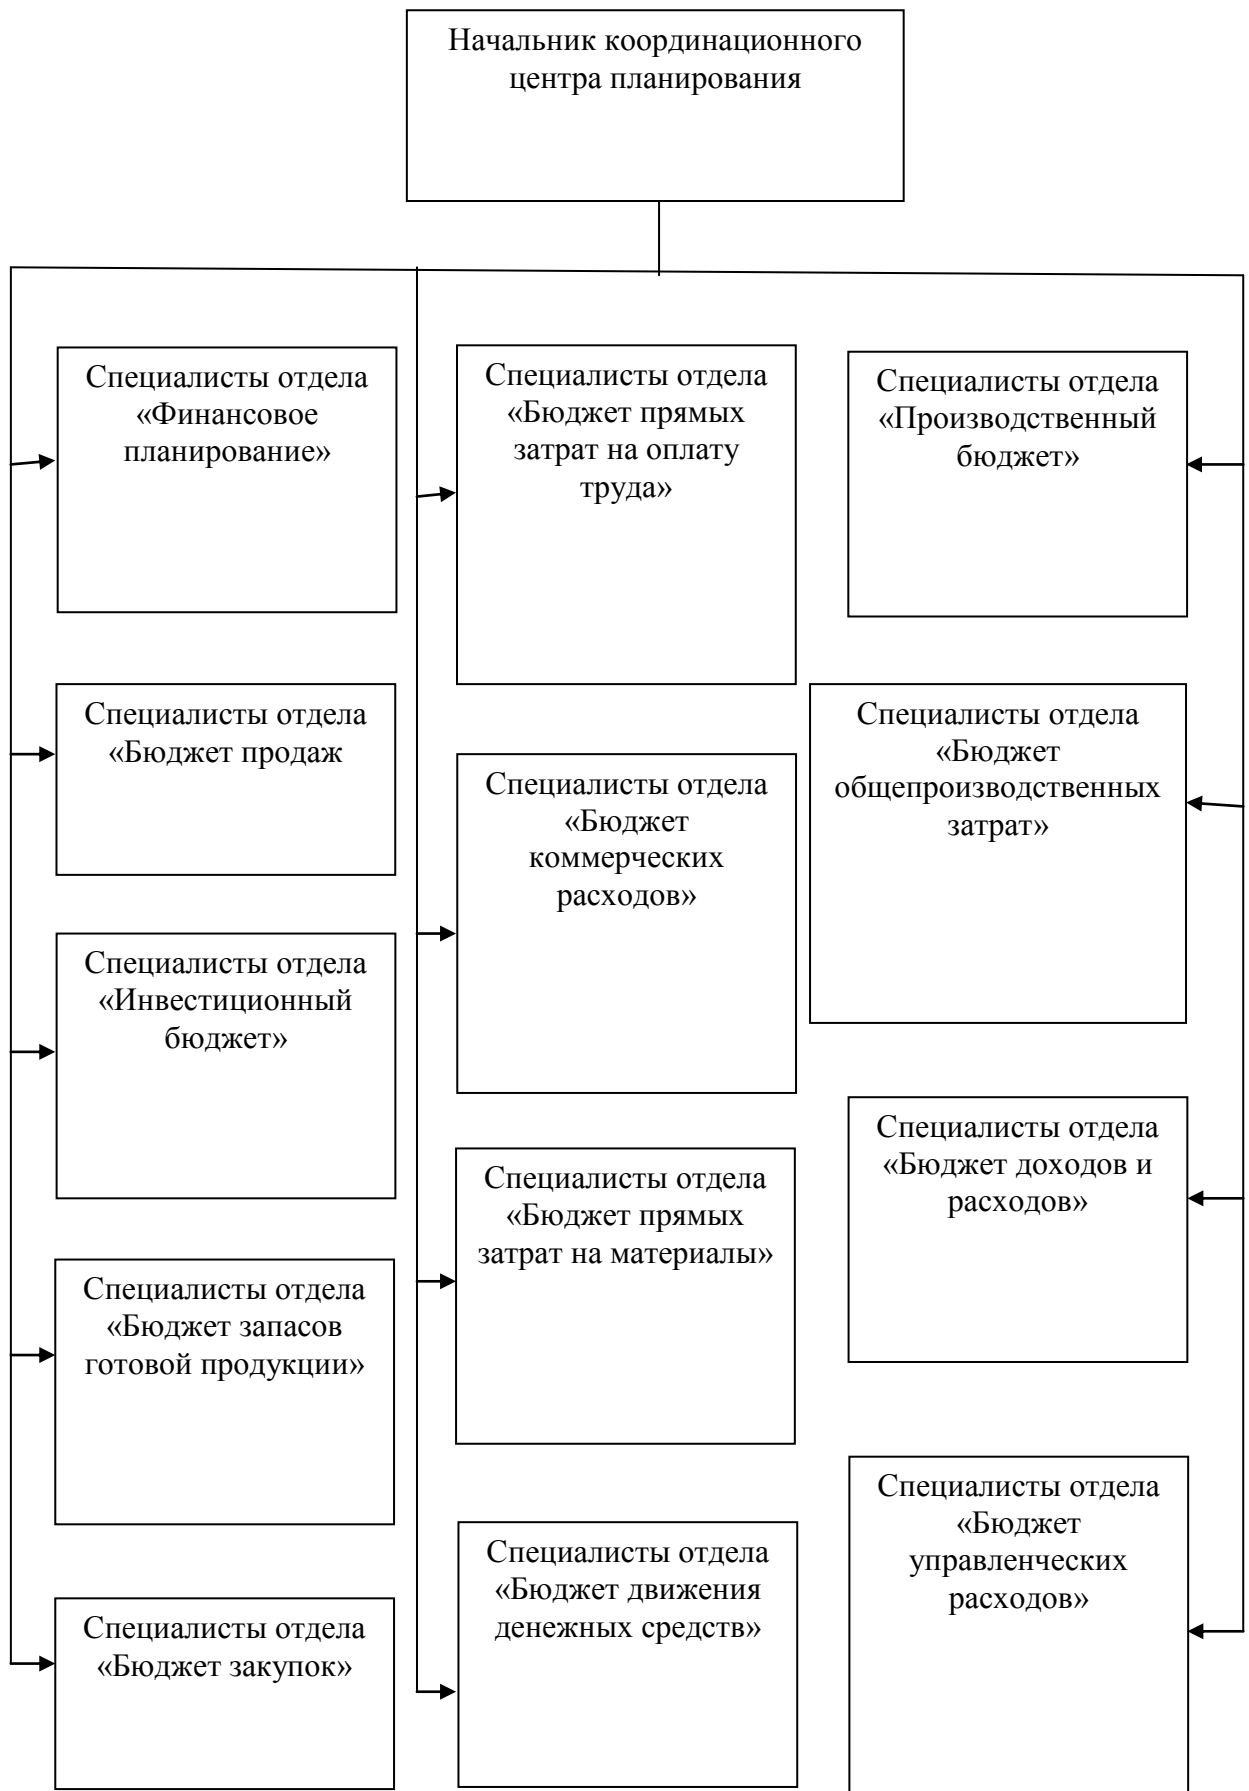 Начальник координационного
центра планирования
Специалисты отдела
«Финансовое
планирование»
Специалисты отдела
«Бюджет продаж
Специалисты отдела
«Инвестиционный
бюджет»
Специалисты отдела
«Бюджет запасов
готовой продукции»
Специалисты отдела
«Бюджет закупок»
Специалисты отдела
«Бюджет прямых
затрат на оплату
труда»
Специалисты отдела
«Бюджет
коммерческих
расходов»
Специалисты отдела
«Бюджет прямых
затрат на материалы»
Специалисты отдела
«Бюджет движения
денежных средств»
Специалисты отдела
«Производственный
бюджет»
Специалисты отдела
«Бюджет
общепроизводственных
затрат»
Специалисты отдела
«Бюджет доходов и
расходов»
Специалисты отдела
«Бюджет
управленческих
расходов»